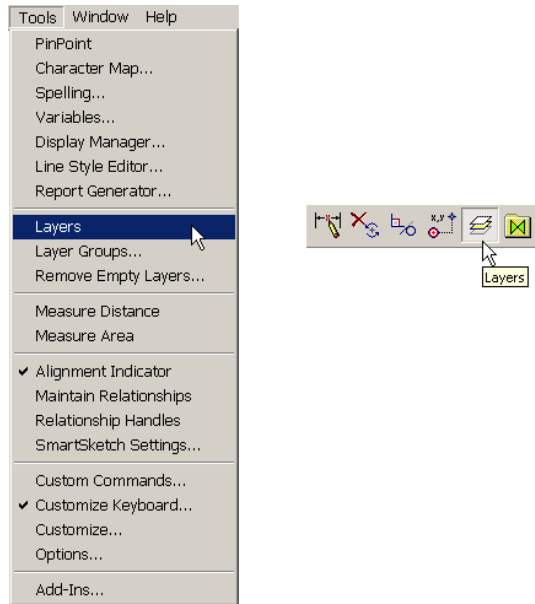 Tools Window Help
PinPoint
Character Map...
Spelling...
Variables...
Display Manager...
Line Style Editor...
Report Generator...
Layers
Layer Groups...
Remove Empty Layers...
Measure Distance
Measure Area
Alignment Indicator
Maintain Relationships
Relationship Handles
SmartSketch Settings...
Custom Commands...
Customize Keyboard...
Customize...
Options...
Add-Ins...
x,y
Layers